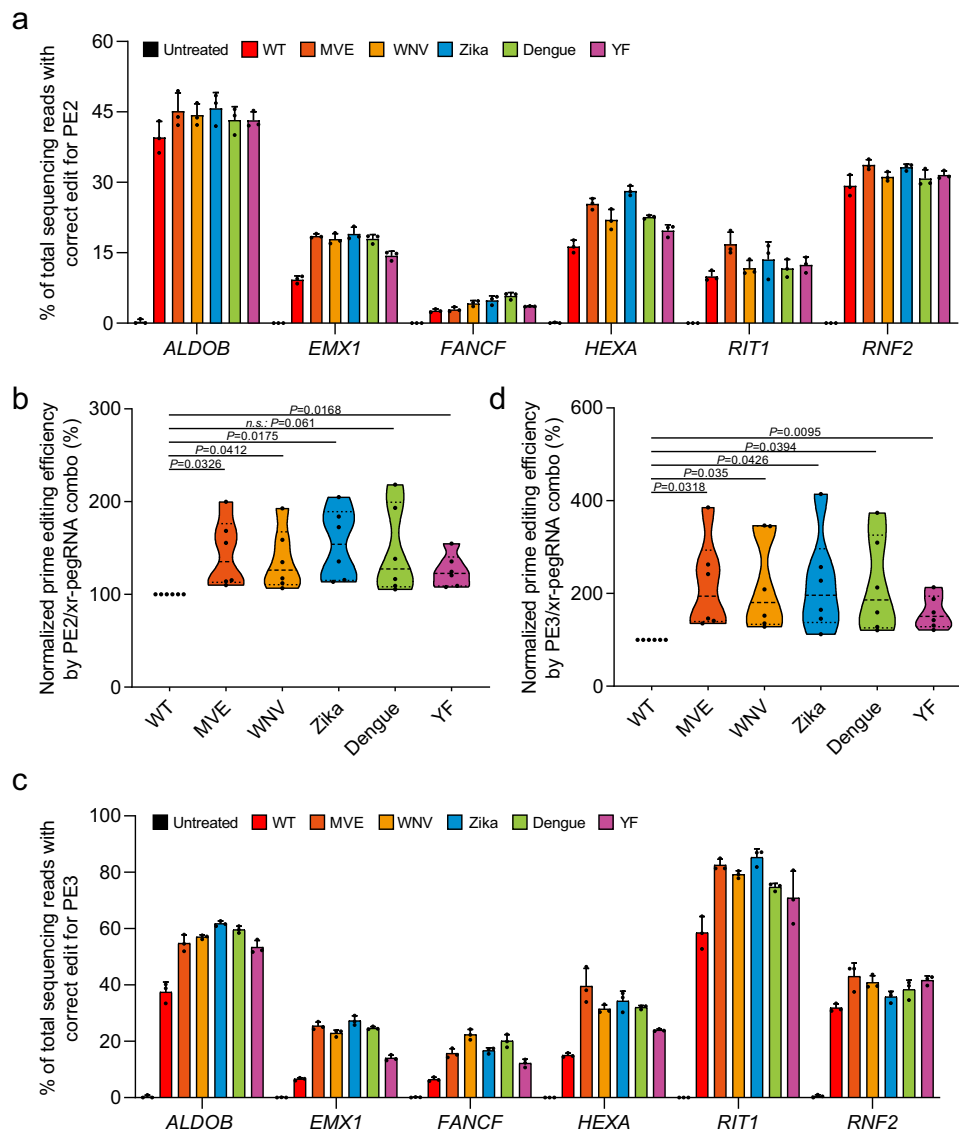 a
% of total sequencing reads with
correct edit for PE2
60
45
30
15
0
Untreated WT MVE WNV Zika Dengue YF
ALDOB EMX1 FANCF HEXA RIT1 RNF2
b
Normalized prime editing efficiency
by PE2/xr-pegRNA combo (%)
300
200
100
0
P=0.0168
n.s.: P=0.061
P=0.0175
P=0.0412
P=0.0326
WT MVE WNV Zika Dengue YF
d
Normalized prime editing efficiency
by PE3/xr-pegRNA combo (%)
600
400
200
0
P=0.0095
P=0.0394
P=0.0426
P=0.035
P=0.0318
WT MVE WNV Zika Dengue YF
c
% of total sequencing reads with
correct edit for PE3
100
80
60
40
20
0
Untreated WT MVE WNV Zika Dengue YF
ALDOB EMX1 FANCF HEXA RIT1 RNF2